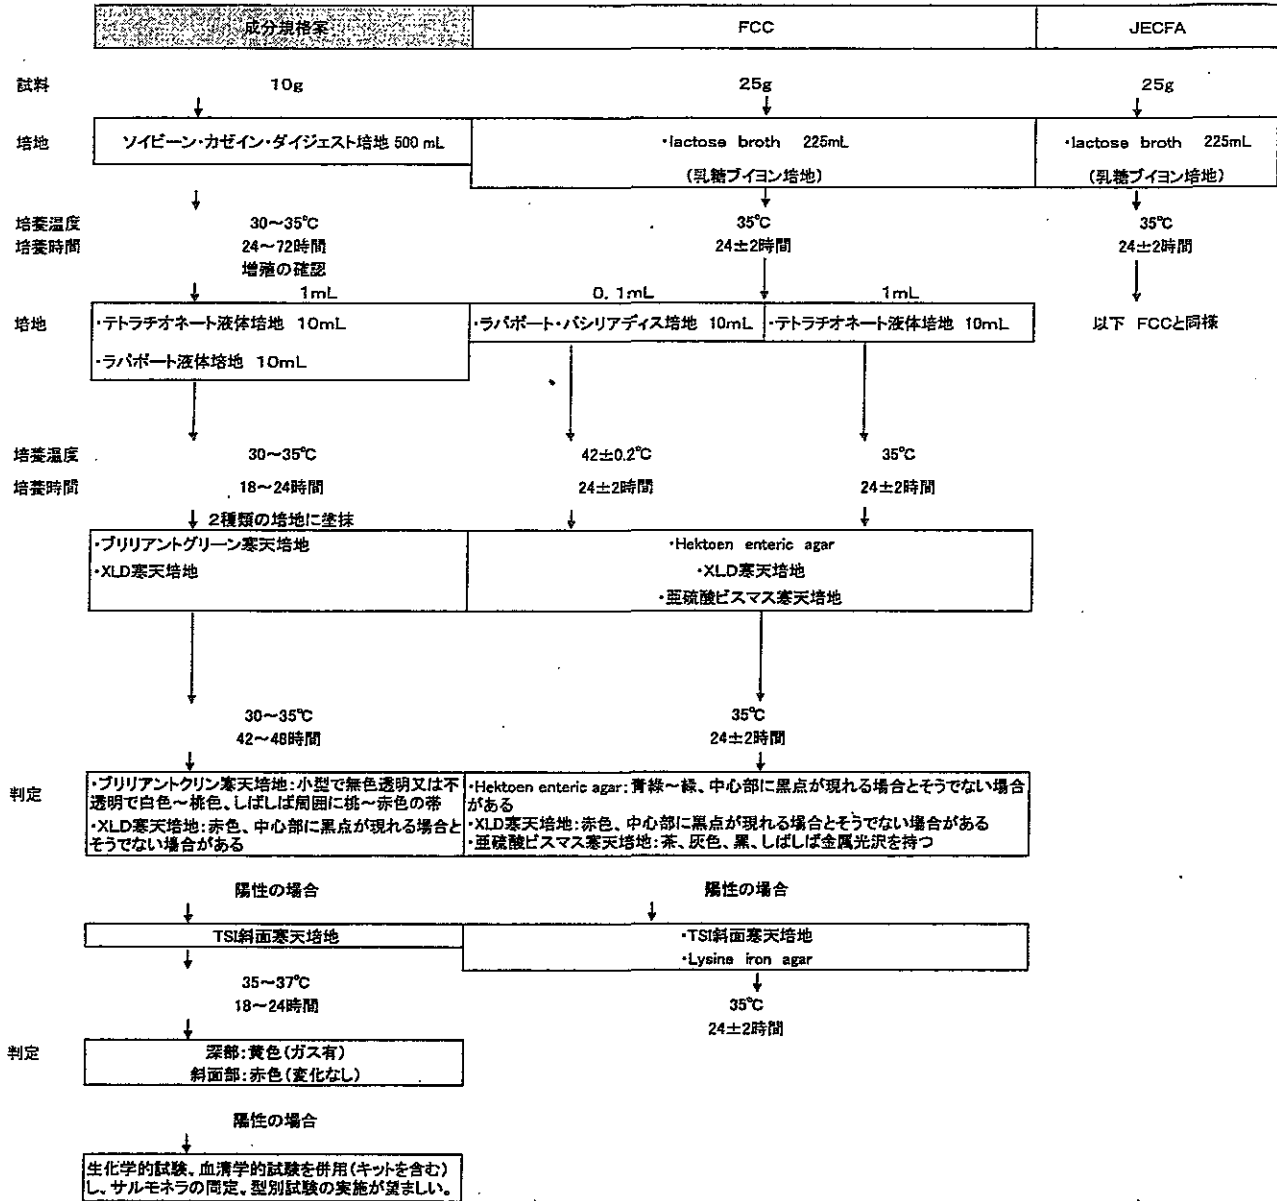 成分規格案 FCC JECFA
試料 10g 25g 25g
培地 ソイビーン・カゼイン・ダイジェスト培地 500 mL ・lactose broth 225mL ・lactose broth 225mL
(乳糖ブイヨン培地) (乳糖ブイヨン培地)
培養温度 30～35℃ 35℃ 35℃
培養時間 24～72時間 24±2時間 24±2時間
増殖の確認
1mL 0.1mL 1mL
培地 ・テトラチオネート液体培地 10mL ・ラパポート・バシリアディス培地 10mL ・テトラチオネート液体培地 10mL 以下 FCCと同様
・ラパポート液体培地 10mL
培養温度 30～35℃ 42±0.2℃ 35℃
培養時間 18～24時間 24±2時間 24±2時間
2種類の培地に塗抹
・ブリリアントグリーン寒天培地 ・Hektoen enteric agar
・XLD寒天培地 ・XLD寒天培地
・亜硫酸ビスマス寒天培地
30～35℃ 35℃
42～48時間 24±2時間
判定 ・ブリリアントクリン寒天培地:小型で無色透明又は不
透明で白色～桃色、しばしば周囲に桃～赤色の帯
・XLD寒天培地:赤色、中心部に黒点が現れる場合と
そうでない場合がある
・Hektoen enteric agar:青緑～緑、中心部に黒点が現れる場合とそうでない場合
がある
・XLD寒天培地:赤色、中心部に黒点が現れる場合とそうでない場合がある
・亜硫酸ビスマス寒天培地:茶、灰色、黒、しばしば金属光沢を持つ
陽性の場合 陽性の場合
TSI斜面寒天培地 ・TSI斜面寒天培地
・Lysine iron agar
35～37℃ 35℃
18～24時間 24±2時間
判定 深部:黄色(ガス有)
斜面部:赤色(変化なし)
陽性の場合
生化学的試験、血清学的試験を併用(キットを含む)
し、サルモネラの同定、型別試験の実施が望ましい。